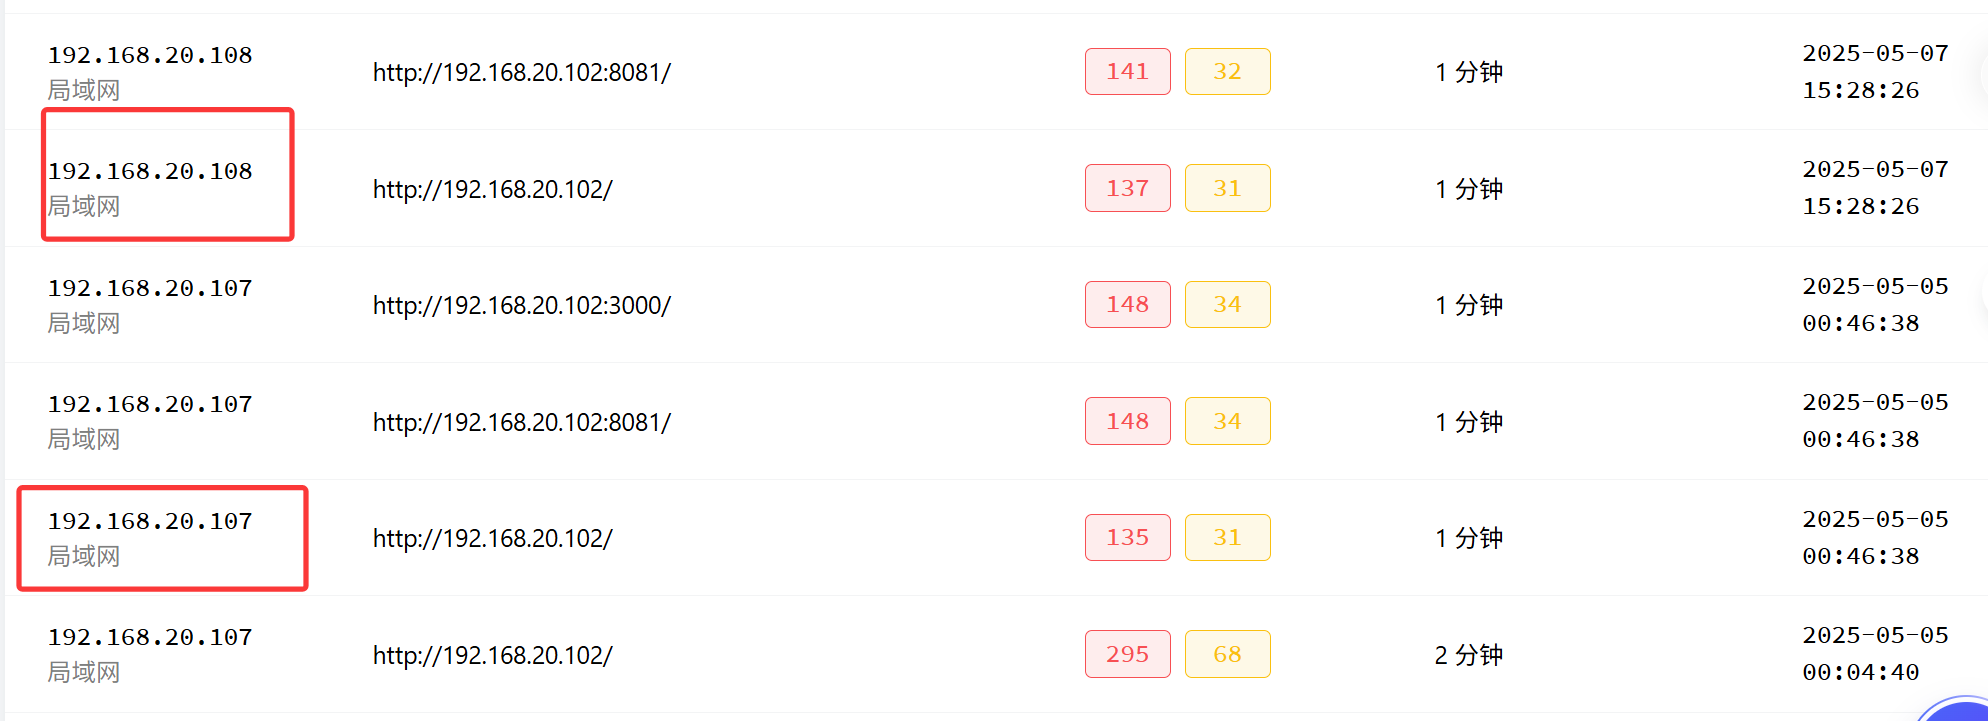 192.168.20.108
局域网
http://192.168.20.102:8081/
141
32
1 分钟
2025-05-07
15:28:26
192.168.20.108
局域网
http://192.168.20.102/
137
31
1 分钟
2025-05-07
15:28:26
192.168.20.107
局域网
http://192.168.20.102:3000/
148
34
1 分钟
2025-05-05
00:46:38
192.168.20.107
局域网
http://192.168.20.102:8081/
148
34
1 分钟
2025-05-05
00:46:38
192.168.20.107
局域网
http://192.168.20.102/
135
31
1 分钟
2025-05-05
00:46:38
192.168.20.107
局域网
http://192.168.20.102/
295
68
2 分钟
2025-05-05
00:04:40